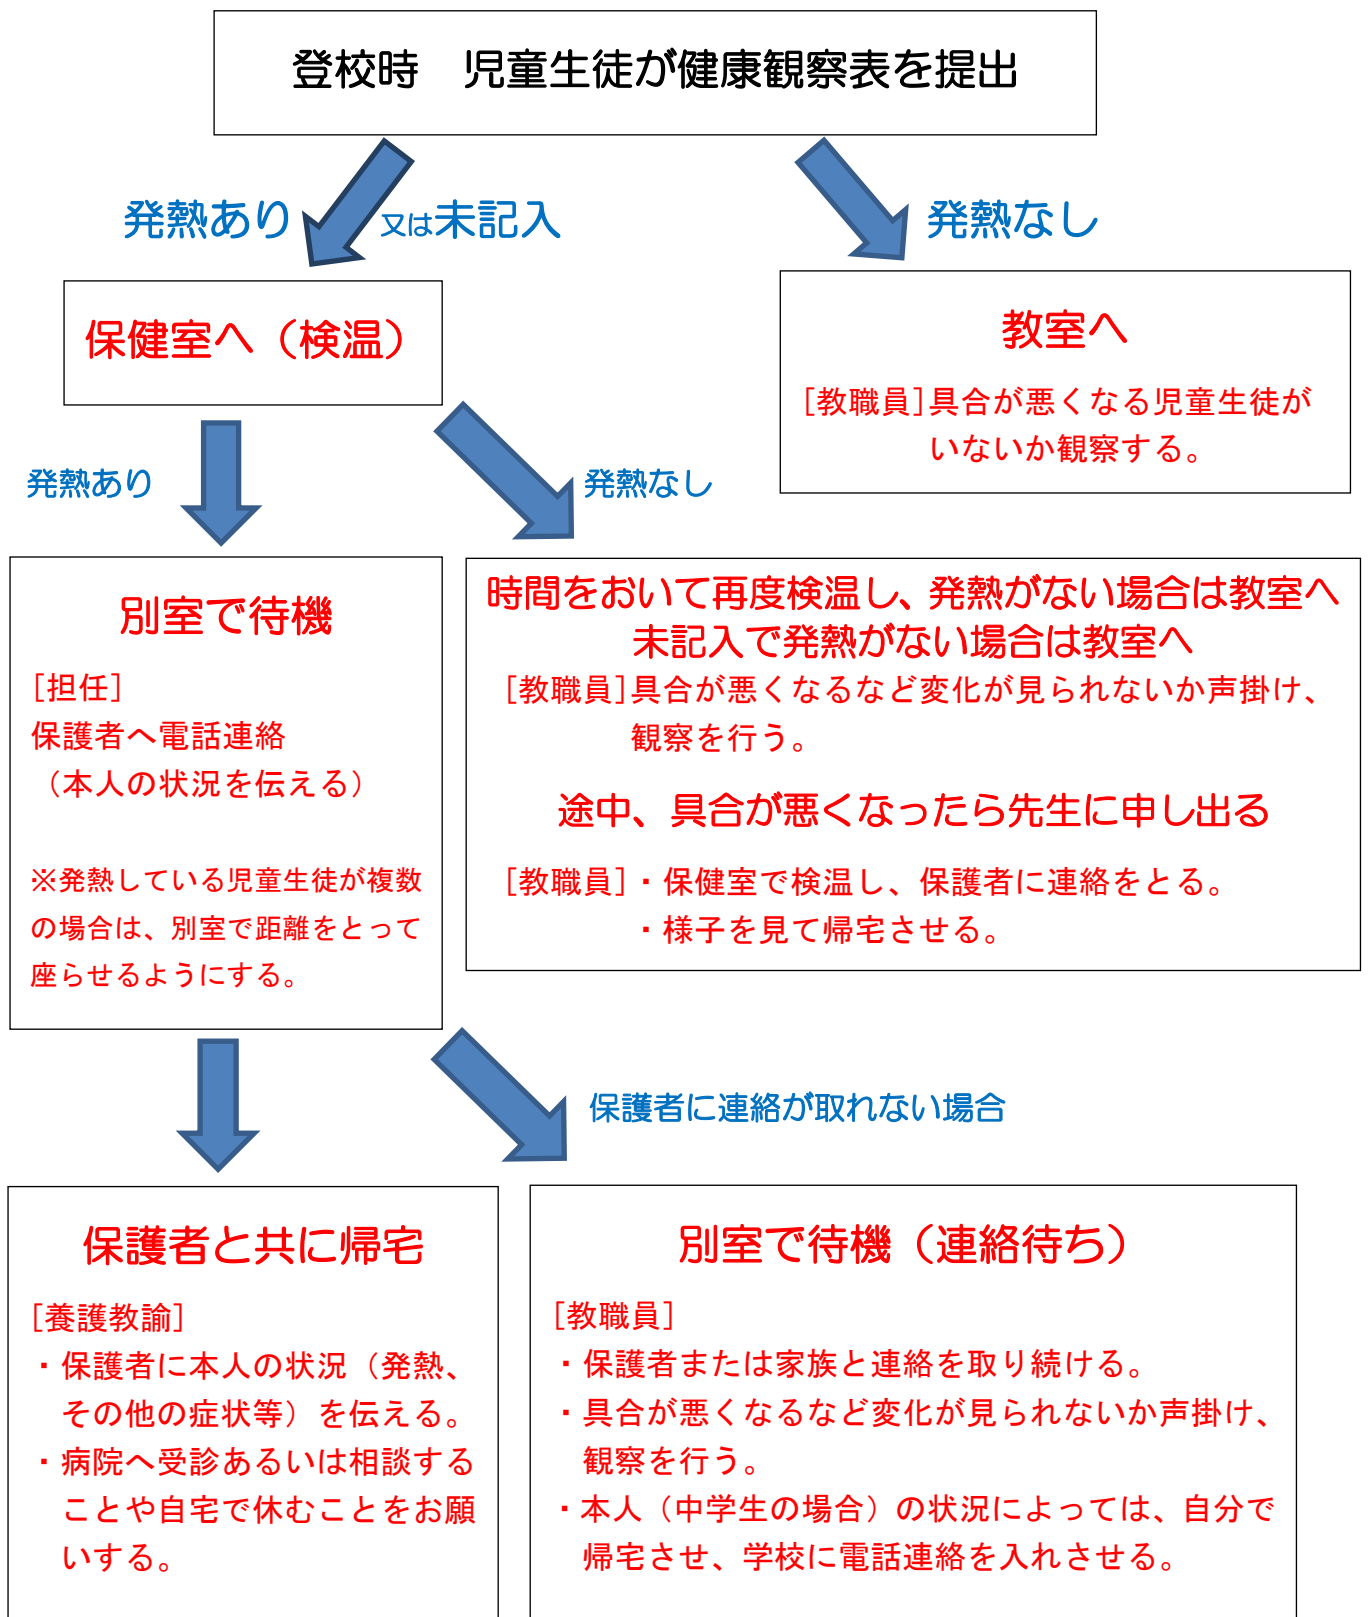 登校時　児童生徒が健康観察表を提出
発熱あり
又は未記入
発熱なし
保健室へ（検温）
教室へ
［教職員］具合が悪くなる児童生徒が
いないか観察する。
発熱あり
発熱なし
別室で待機
［担任］
保護者へ電話連絡
（本人の状況を伝える）
※発熱している児童生徒が複数
の場合は、別室で距離をとって
座らせるようにする。
時間をおいて再度検温し、発熱がない場合は教室へ
未記入で発熱がない場合は教室へ
［教職員］具合が悪くなるなど変化が見られないか声掛け、
観察を行う。
途中、具合が悪くなったら先生に申し出る
［教職員］・保健室で検温し、保護者に連絡をとる。
・様子を見て帰宅させる。
保護者に連絡が取れない場合
保護者と共に帰宅
［養護教諭］
・保護者に本人の状況（発熱、
その他の症状等）を伝える。
・病院へ受診あるいは相談する
ことや自宅で休むことをお願
いする。
別室で待機（連絡待ち）
［教職員］
・保護者または家族と連絡を取り続ける。
・具合が悪くなるなど変化が見られないか声掛け、
観察を行う。
・本人（中学生の場合）の状況によっては、自分で
帰宅させ、学校に電話連絡を入れさせる。